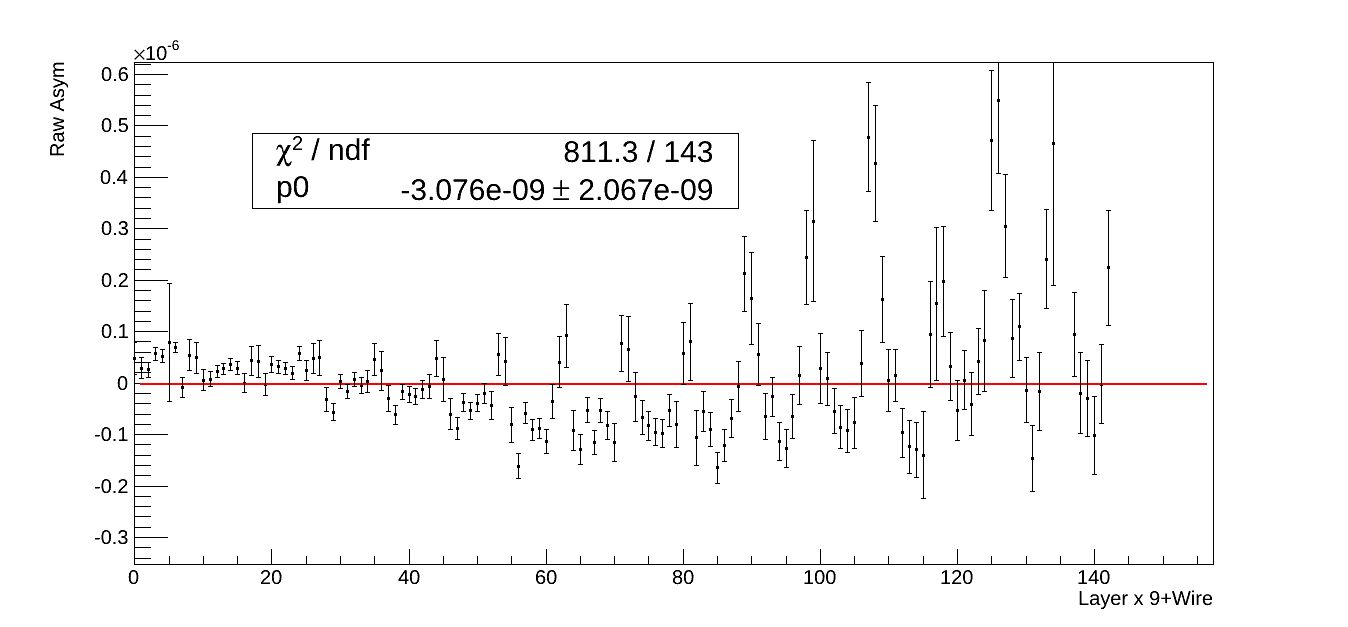 ×10⁻⁶
Raw Asym
0.6
0.5
0.4
0.3
0.2
0.1
0
-0.1
-0.2
-0.3
χ² / ndf 811.3 / 143
p0 -3.076e-09 ± 2.067e-09
0 20 40 60 80 100 120 140
Layer x 9+Wire